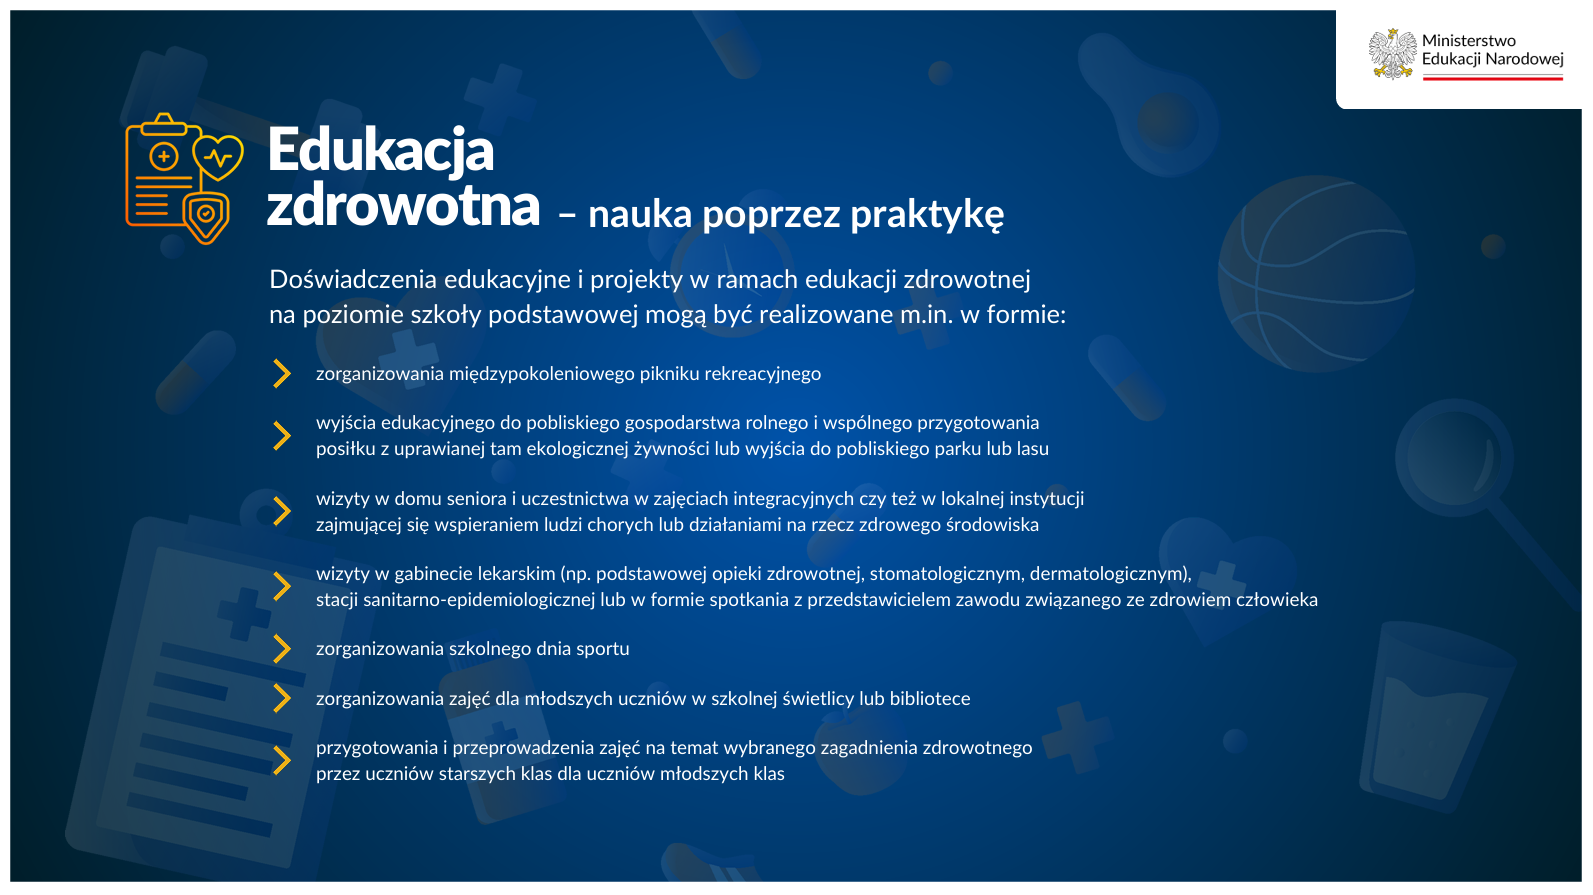 Ministerstwo
Edukacji Narodowej
Edukacja
zdrowotna – nauka poprzez praktykę
Doświadczenia edukacyjne i projekty w ramach edukacji zdrowotnej
na poziomie szkoły podstawowej mogą być realizowane m.in. w formie:
zorganizowania międzypokoleniowego pikniku rekreacyjnego
wyjścia edukacyjnego do pobliskiego gospodarstwa rolnego i wspólnego przygotowania
posiłku z uprawianej tam ekologicznej żywności lub wyjścia do pobliskiego parku lub lasu
wizyty w domu seniora i uczestnictwa w zajęciach integracyjnych czy też w lokalnej instytucji
zajmującej się wspieraniem ludzi chorych lub działaniami na rzecz zdrowego środowiska
wizyty w gabinecie lekarskim (np. podstawowej opieki zdrowotnej, stomatologicznym, dermatologicznym),
stacji sanitarno-epidemiologicznej lub w formie spotkania z przedstawicielem zawodu związanego ze zdrowiem człowieka
zorganizowania szkolnego dnia sportu
zorganizowania zajęć dla młodszych uczniów w szkolnej świetlicy lub bibliotece
przygotowania i przeprowadzenia zajęć na temat wybranego zagadnienia zdrowotnego
przez uczniów starszych klas dla uczniów młodszych klas